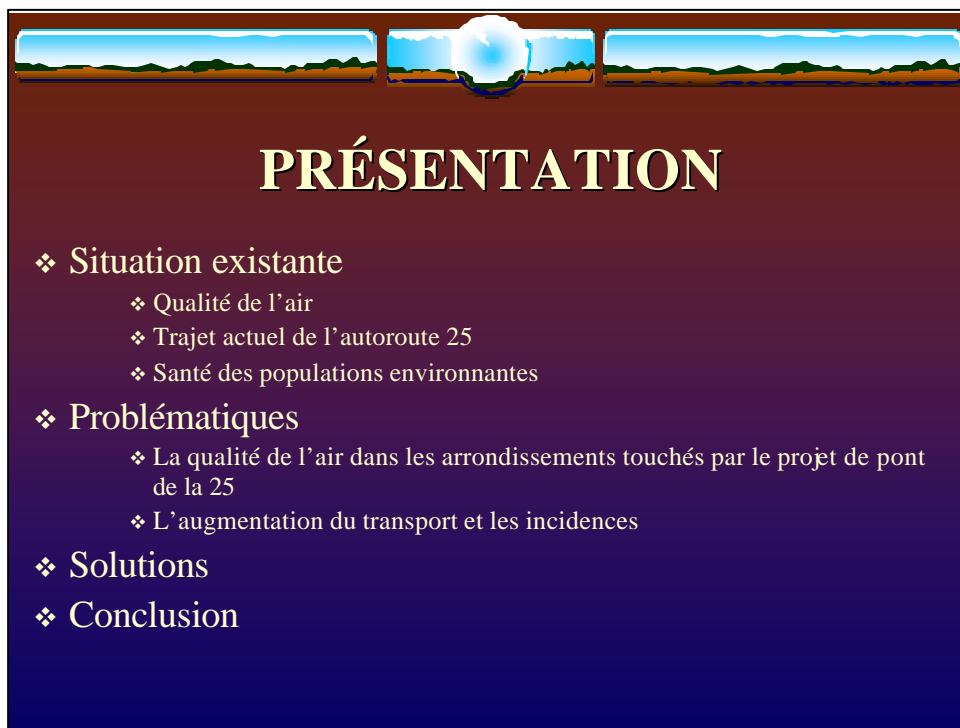 PRÉSENTATION
❖ Situation existante
❖ Qualité de l’air
❖ Trajet actuel de l’autoroute 25
❖ Santé des populations environnantes
❖ Problématiques
❖ La qualité de l’air dans les arrondissements touchés par le projet de pont
de la 25
❖ L’augmentation du transport et les incidences
❖ Solutions
❖ Conclusion